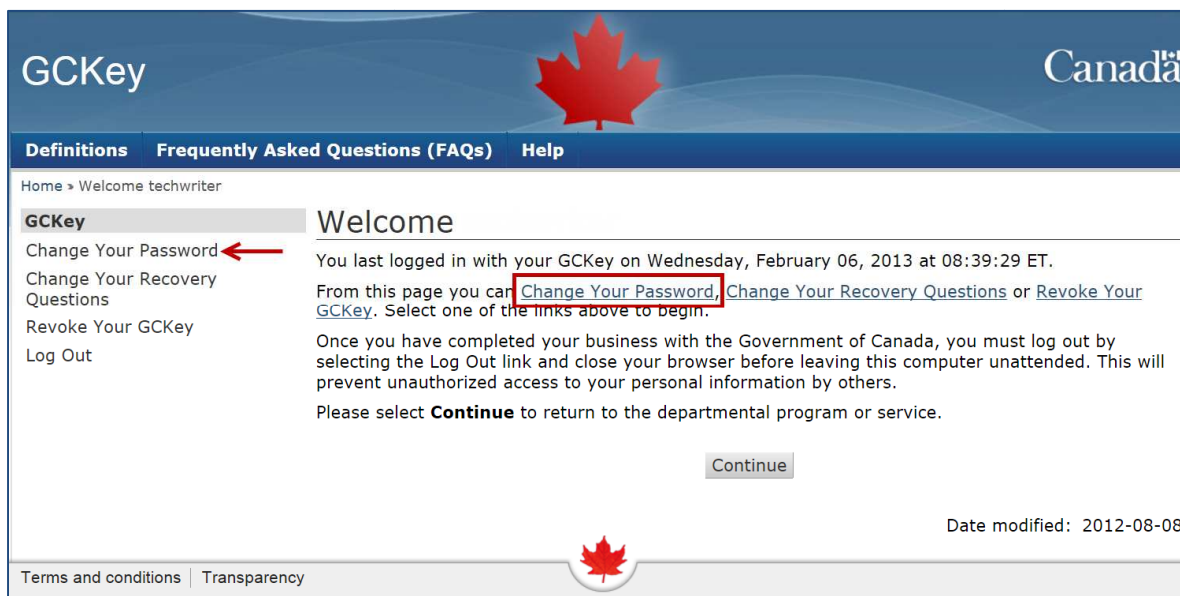 GCKey
Canada
Definitions Frequently Asked Questions (FAQs) Help
Home » Welcome techwriter
GCKey
Change Your Password
Change Your Recovery
Questions
Revoke Your GCKey
Log Out
Welcome
You last logged in with your GCKey on Wednesday, February 06, 2013 at 08:39:29 ET.
From this page you can Change Your Password, Change Your Recovery Questions or Revoke Your
GCKey. Select one of the links above to begin.
Once you have completed your business with the Government of Canada, you must log out by
selecting the Log Out link and close your browser before leaving this computer unattended. This will
prevent unauthorized access to your personal information by others.
Please select Continue to return to the departmental program or service.
Continue
Date modified: 2012-08-08
Terms and conditions | Transparency